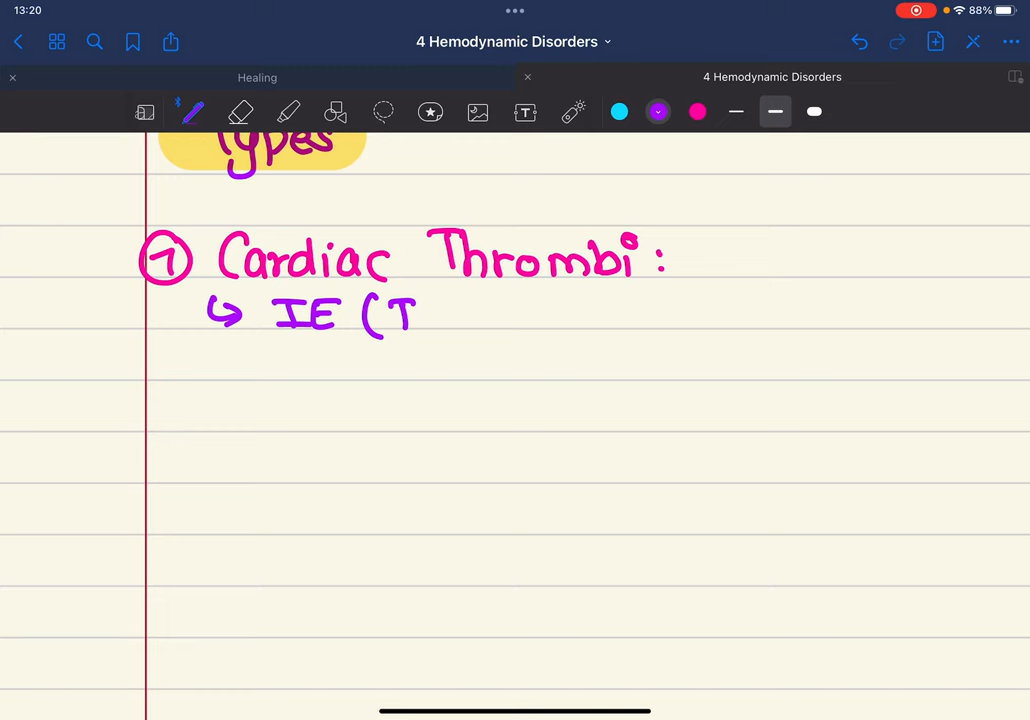 13:20
88%
4 Hemodynamic Disorders
Healing
4 Hemodynamic Disorders
Types
1 Cardiac Thrombi:
↳ IE (I